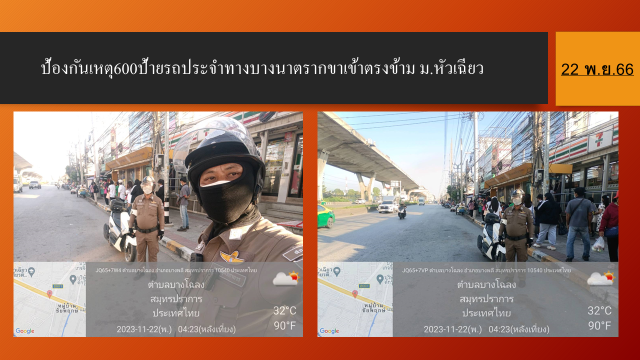 ป้องกันเหตุ600ป้ายรถประจำทางบางนาตรากขาเข้าตรงข้าม ม.หัวเฉียว
22 พ.ย.66
ตำบลบางโฉลง
สมุทรปราการ
ประเทศไทย
2023-11-22(พ.) 04:23(หลังเที่ยง)
32°C
90°F
Google
ตำบลบางโฉลง
สมุทรปราการ
ประเทศไทย
2023-11-22(พ.) 04:23(หลังเที่ยง)
32°C
90°F
Google